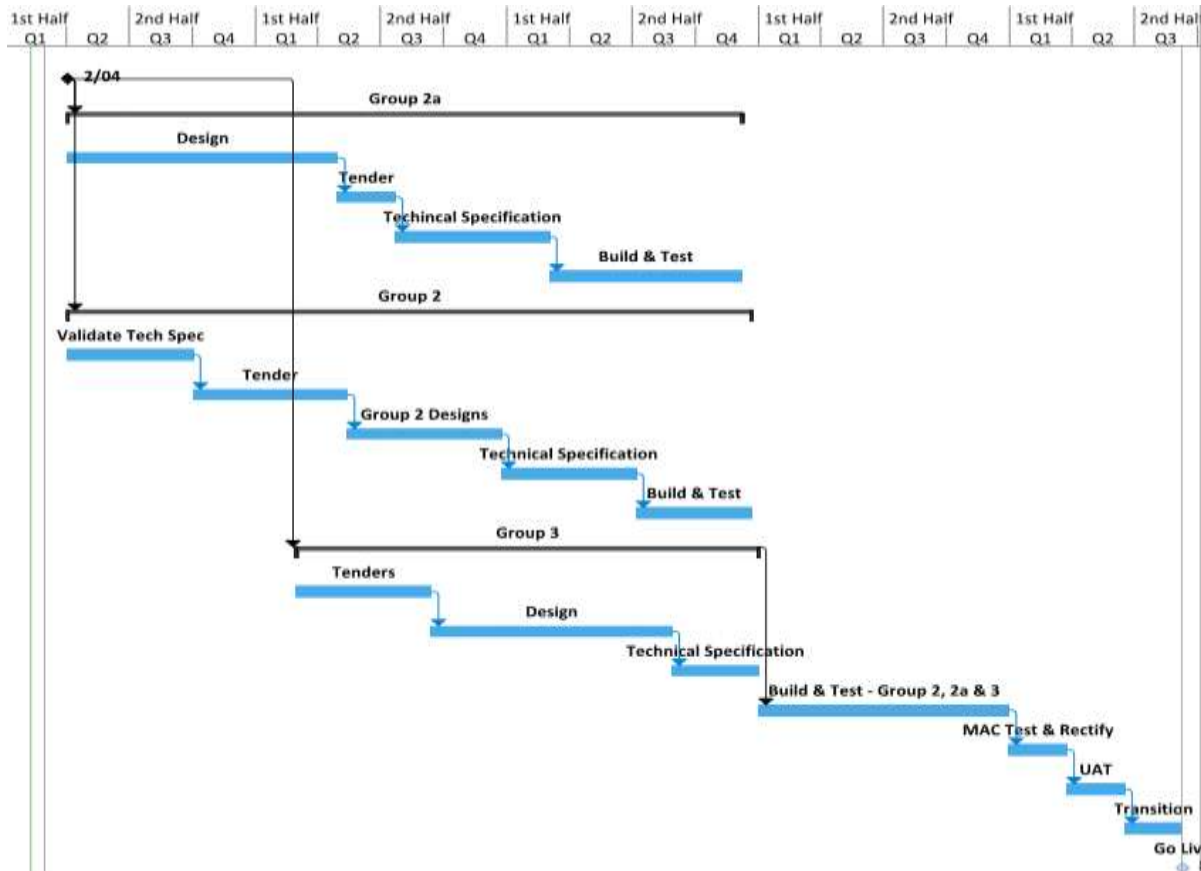 1st Half 2nd Half 1st Half 2nd Half 1st Half 2nd Half 1st Half 2nd Half 1st Half 2nd Hal
Q1 Q2 Q3 Q4 Q1 Q2 Q3 Q4 Q1 Q2 Q3 Q4 Q1 Q2 Q3 Q4 Q1 Q2 Q3
2/04
Group 2a
Design
Tender
Techincal Specification
Build & Test
Group 2
Validate Tech Spec
Tender
Group 2 Designs
Technical Specification
Build & Test
Group 3
Tenders
Design
Technical Specification
Build & Test - Group 2, 2a & 3
MAC Test & Rectify
UAT
Transition
Go Liv